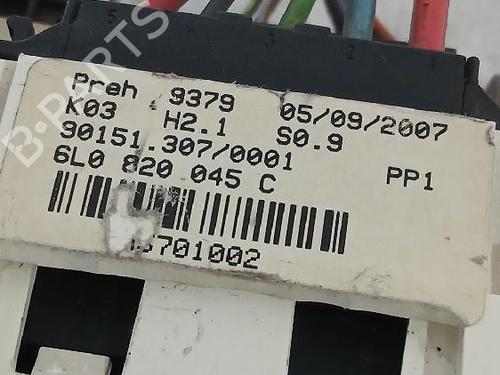 Preh 9379 05/09/2007
K03 H2.1 S0.9
90151.307/0001
6L0 820 045 C PP1
701002
B-PARTS